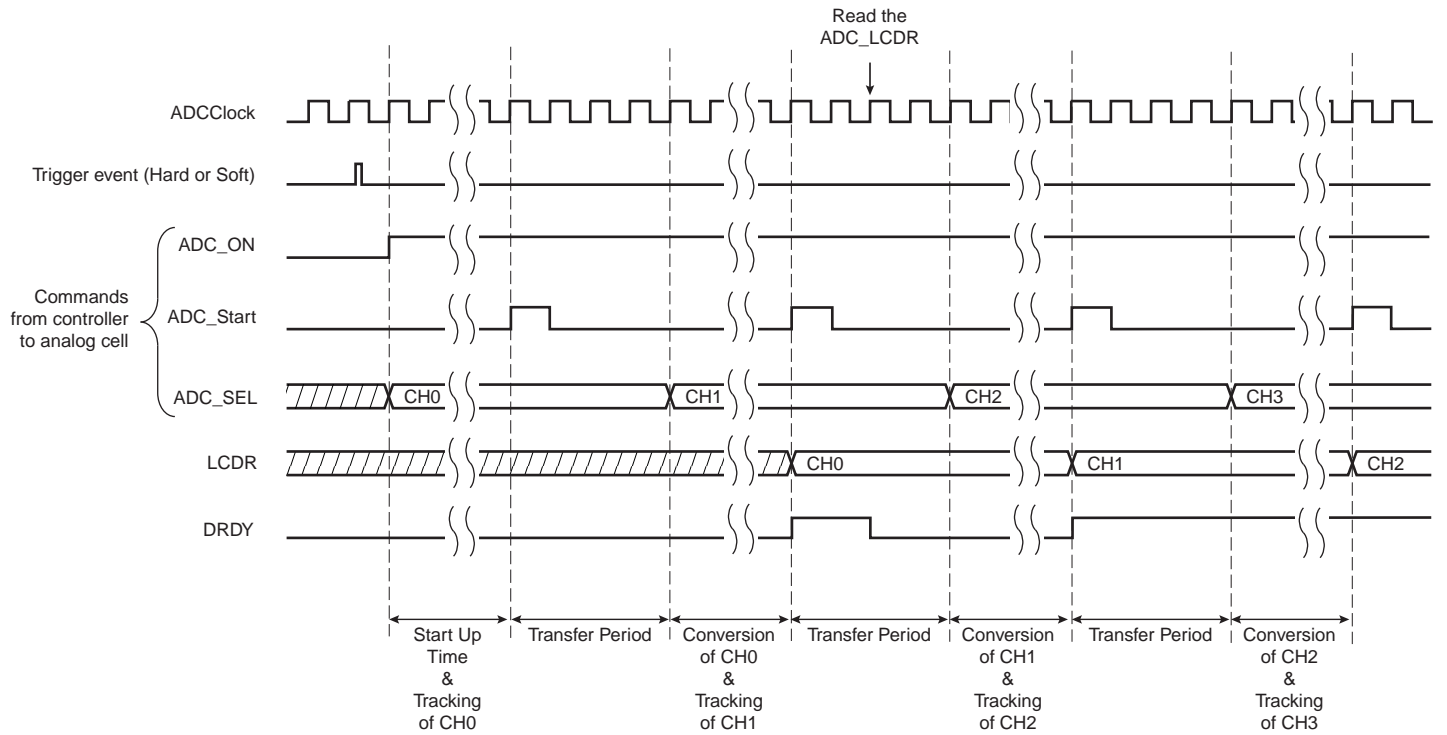 Read the
ADC_LCDR
ADCClock
Trigger event (Hard or Soft)
ADC_ON
Commands
from controller
to analog cell
ADC_Start
ADC_SEL
CH0
CH1
CH2
CH3
LCDR
CH0
CH1
CH2
DRDY
Start Up
Time
&
Tracking
of CH0
Transfer Period
Conversion
of CH0
&
Tracking
of CH1
Transfer Period
Conversion
of CH1
&
Tracking
of CH2
Transfer Period
Conversion
of CH2
&
Tracking
of CH3